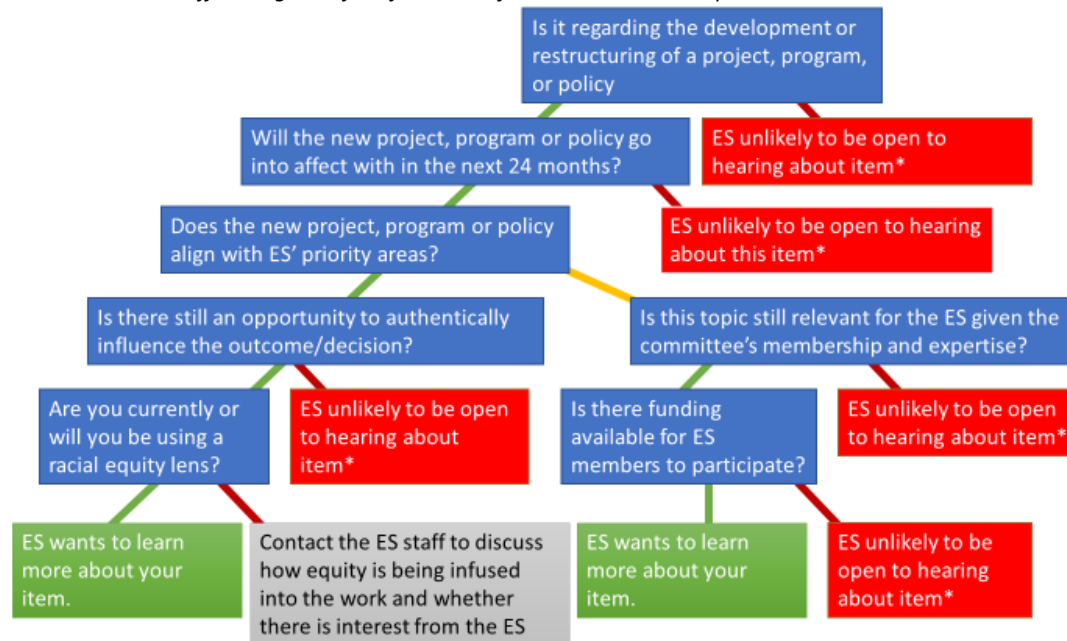 Is it regarding the development or
restructuring of a project, program,
or policy
Will the new project, program or policy go
into affect with in the next 24 months?
ES unlikely to be open to
hearing about item*
Does the new project, program or policy
align with ES' priority areas?
ES unlikely to be open to hearing
about this item*
Is there still an opportunity to authentically
influence the outcome/decision?
Is this topic still relevant for the ES given the
committee's membership and expertise?
Are you currently or
will you be using a
racial equity lens?
ES unlikely to be open
to hearing about
item*
Is there funding
available for ES
members to participate?
ES unlikely to be open
to hearing about item*
ES wants to learn
more about your
item.
Contact the ES staff to discuss
how equity is being infused
into the work and whether
there is interest from the ES
ES wants to learn
more about your
item.
ES unlikely to be
open to hearing
about item*